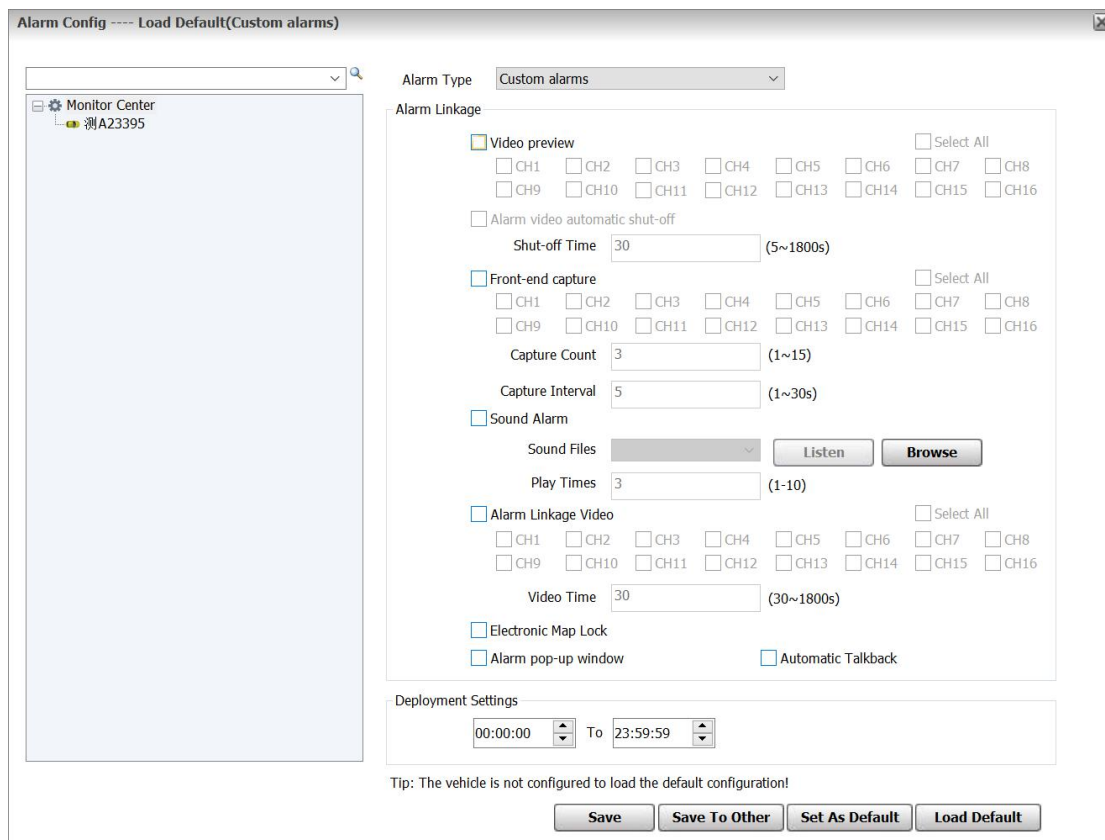 Alarm Config ---- Load Default(Custom alarms)
Monitor Center
测A23395
Alarm Type Custom alarms
Alarm Linkage
Video preview Select All
CH1 CH2 CH3 CH4 CH5 CH6 CH7 CH8
CH9 CH10 CH11 CH12 CH13 CH14 CH15 CH16
Alarm video automatic shut-off
Shut-off Time 30 (5~1800s)
Front-end capture Select All
CH1 CH2 CH3 CH4 CH5 CH6 CH7 CH8
CH9 CH10 CH11 CH12 CH13 CH14 CH15 CH16
Capture Count 3 (1~15)
Capture Interval 5 (1~30s)
Sound Alarm
Sound Files Listen Browse
Play Times 3 (1-10)
Alarm Linkage Video Select All
CH1 CH2 CH3 CH4 CH5 CH6 CH7 CH8
CH9 CH10 CH11 CH12 CH13 CH14 CH15 CH16
Video Time 30 (30~1800s)
Electronic Map Lock
Alarm pop-up window Automatic Talkback
Deployment Settings
00:00:00 To 23:59:59
Tip: The vehicle is not configured to load the default configuration!
Save Save To Other Set As Default Load Default